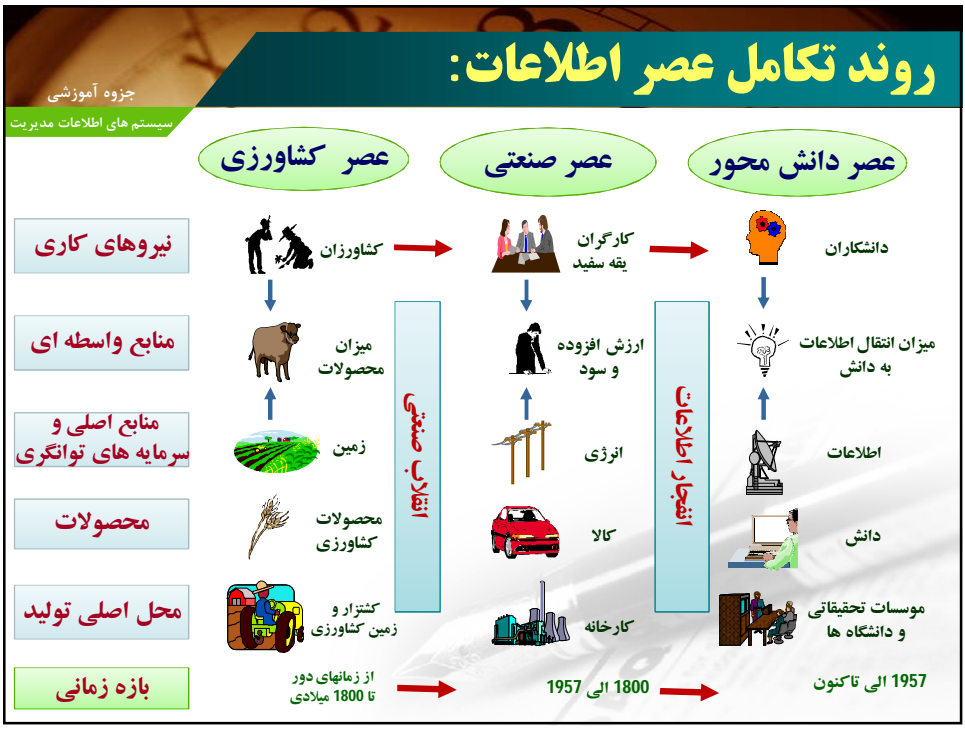 روند تکامل عصر اطلاعات:
جزوه آموزشی
سیستم های اطلاعات مدیریت
عصر دانش محور
عصر صنعتی
عصر کشاورزی
نیروهای کاری
کشاورزان
کارگران
یقه سفید
دانشکاران
منابع واسطه ای
میزان
محصولات
ارزش افزوده
و سود
میزان انتقال اطلاعات
به دانش
منابع اصلی و
سرمایه های توانگری
زمین
انرژی
اطلاعات
انقلاب صنعتی
انفجار اطلاعات
محصولات
محصولات
کشاورزی
کالا
دانش
محل اصلی تولید
کشتزار و
زمین کشاورزی
کارخانه
موسسات تحقیقاتی
و دانشگاه ها
بازه زمانی
از زمانهای دور
تا 1800 میلادی
1800 الی 1957
1957 الی تاکنون